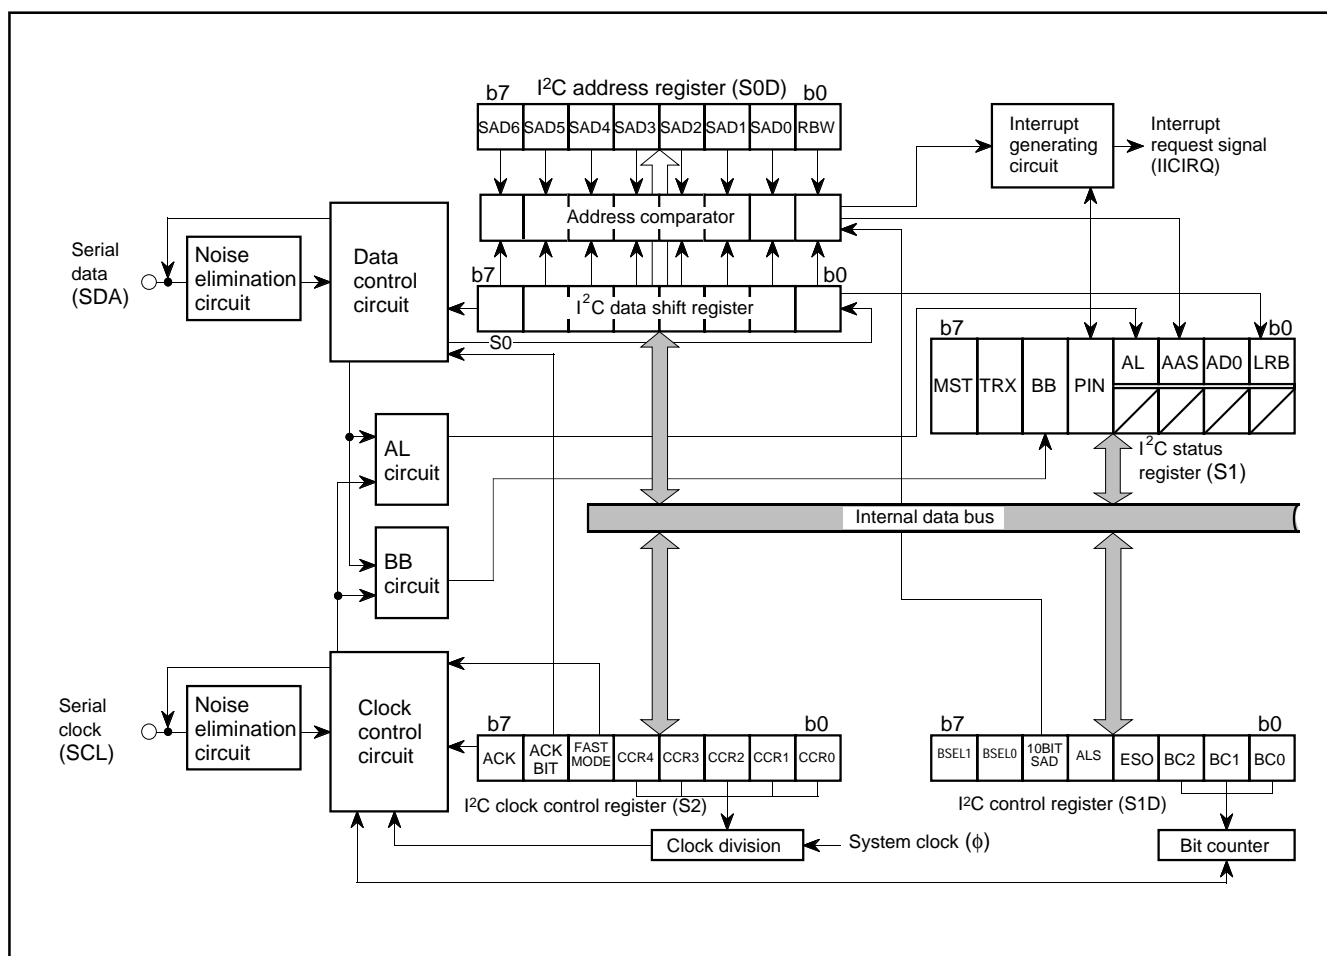 I²C address register (S0D)
b7
b0
SAD6 SAD5 SAD4 SAD3 SAD2 SAD1 SAD0 RBW
Interrupt
generating
circuit
Interrupt
request signal
(IICIRQ)
Address comparator
Serial
data
(SDA)
Noise
elimination
circuit
Data
control
circuit
b7
b0
I²C data shift register
S0
b7
b0
MST TRX BB PIN AL AAS AD0 LRB
I²C status
register (S1)
AL
circuit
Internal data bus
BB
circuit
Serial
clock
(SCL)
Noise
elimination
circuit
Clock
control
circuit
b7
b0
ACK
ACK
BIT
FAST
MODE
CCR4 CCR3 CCR2 CCR1 CCR0
I²C clock control register (S2)
b7
b0
BSEL1 BSEL0
10BIT
SAD
ALS ESO BC2 BC1 BC0
I²C control register (S1D)
Clock division
System clock (ϕ)
Bit counter